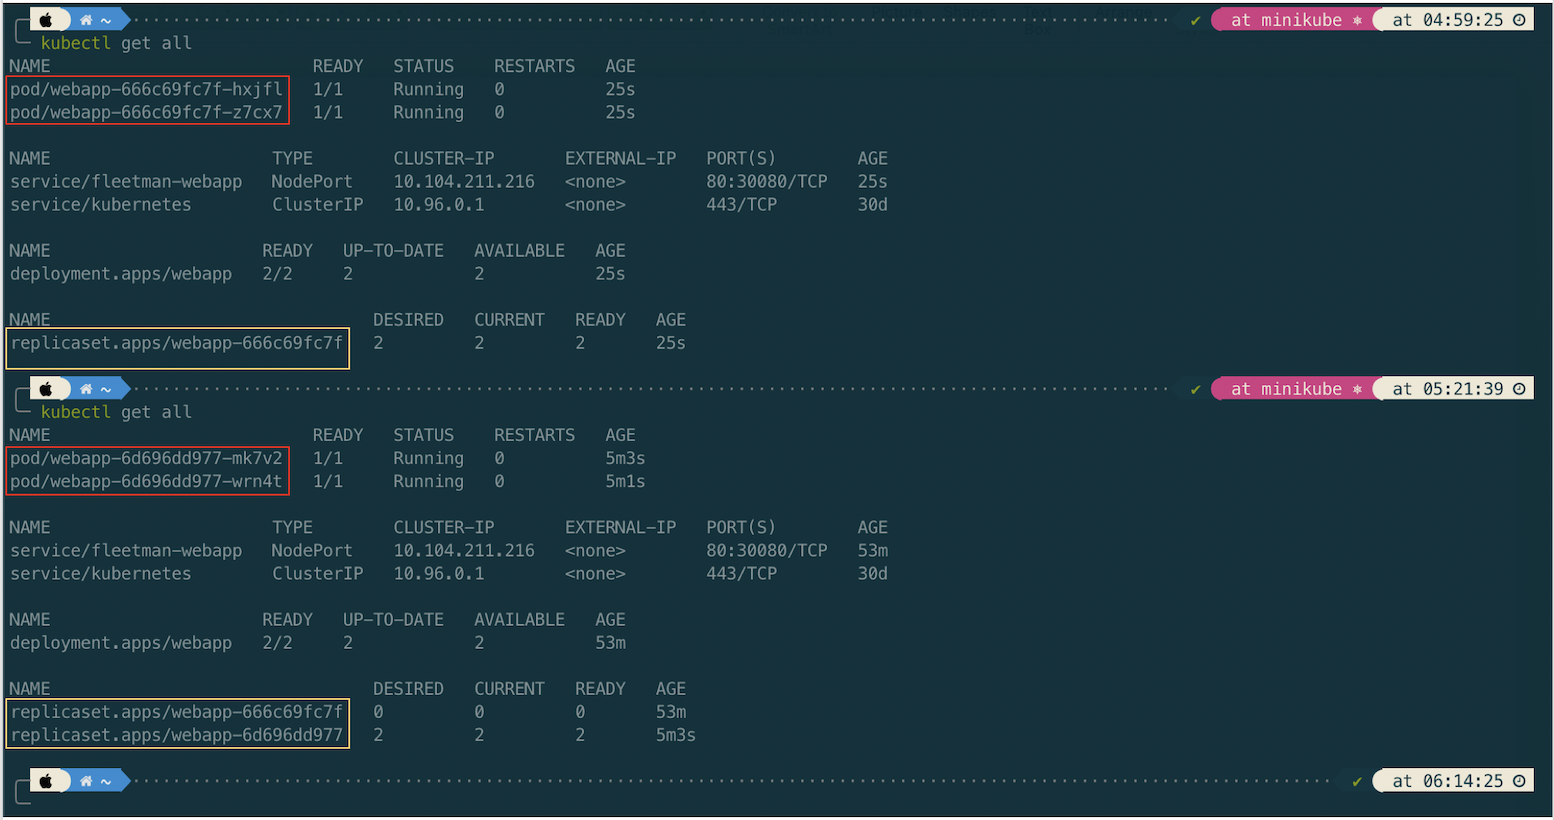 ~ ✔ at minikube ⎈ at 04:59:25
kubectl get all
NAME READY STATUS RESTARTS AGE
pod/webapp-666c69fc7f-hxjfl 1/1 Running 0 25s
pod/webapp-666c69fc7f-z7cx7 1/1 Running 0 25s
NAME TYPE CLUSTER-IP EXTERNAL-IP PORT(S) AGE
service/fleetman-webapp NodePort 10.104.211.216 <none> 80:30080/TCP 25s
service/kubernetes ClusterIP 10.96.0.1 <none> 443/TCP 30d
NAME READY UP-TO-DATE AVAILABLE AGE
deployment.apps/webapp 2/2 2 2 25s
NAME DESIRED CURRENT READY AGE
replicaset.apps/webapp-666c69fc7f 2 2 2 25s
~ ✔ at minikube ⎈ at 05:21:39
kubectl get all
NAME READY STATUS RESTARTS AGE
pod/webapp-6d696dd977-mk7v2 1/1 Running 0 5m3s
pod/webapp-6d696dd977-wrn4t 1/1 Running 0 5m1s
NAME TYPE CLUSTER-IP EXTERNAL-IP PORT(S) AGE
service/fleetman-webapp NodePort 10.104.211.216 <none> 80:30080/TCP 53m
service/kubernetes ClusterIP 10.96.0.1 <none> 443/TCP 30d
NAME READY UP-TO-DATE AVAILABLE AGE
deployment.apps/webapp 2/2 2 2 53m
NAME DESIRED CURRENT READY AGE
replicaset.apps/webapp-666c69fc7f 0 0 0 53m
replicaset.apps/webapp-6d696dd977 2 2 2 5m3s
~ ✔ at 06:14:25